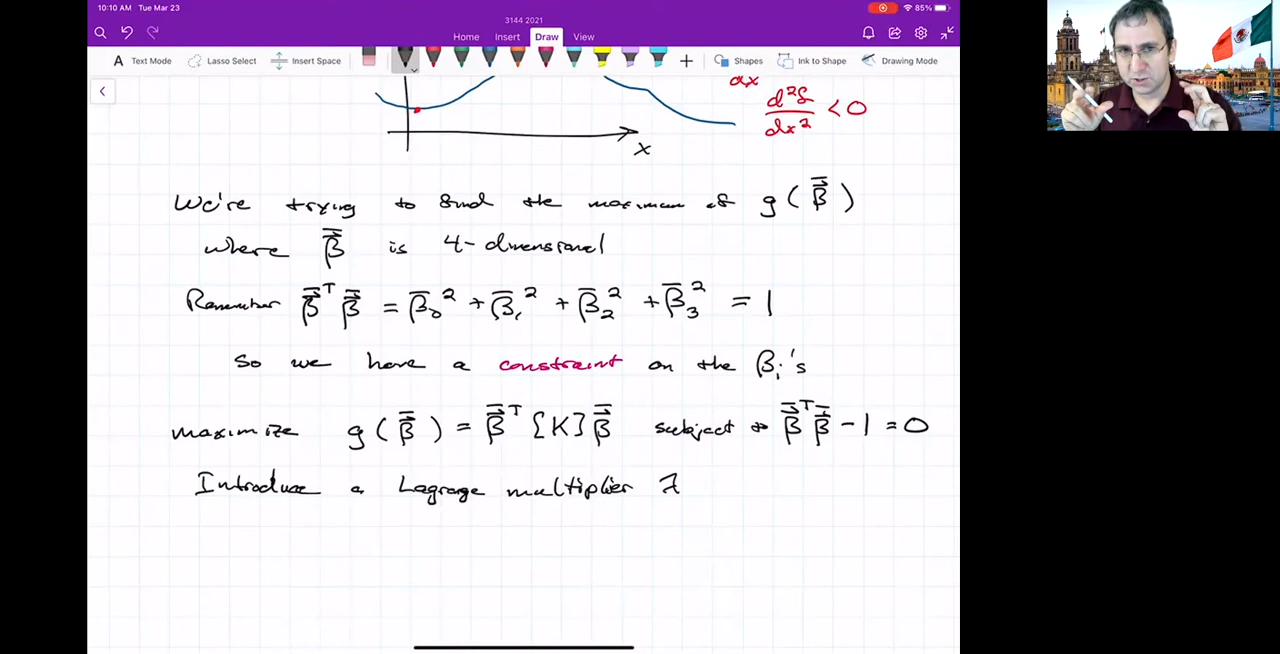 10:10 AM Tue Mar 23
85%
3144 2021
Home Insert Draw View
Text Mode Lasso Select Insert Space Shapes Ink to Shape Drawing Mode
dx
d²f/dx² < 0
x
We're trying to find the maximum of g(β̄⃗)
where β̄⃗ is 4-dimensional
Remember β̄⃗ᵀ β̄⃗ = β̄₀² + β̄₁² + β̄₂² + β̄₃² = 1
So we have a constraint on the βᵢ's
maximize g(β̄⃗) = β̄⃗ᵀ [K] β̄⃗ subject to β̄⃗ᵀ β̄⃗ - 1 = 0
Introduce a Lagrange multiplier λ